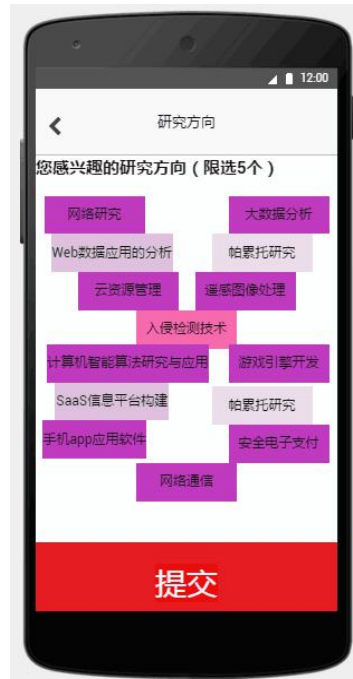 12:00
研究方向
您感兴趣的研究方向（限选5个）
网络研究 大数据分析
Web数据应用的分析 帕累托研究
云资源管理 遥感图像处理
入侵检测技术
计算机智能算法研究与应用 游戏引擎开发
SaaS信息平台构建 帕累托研究
手机app应用软件 安全电子支付
网络通信
提交